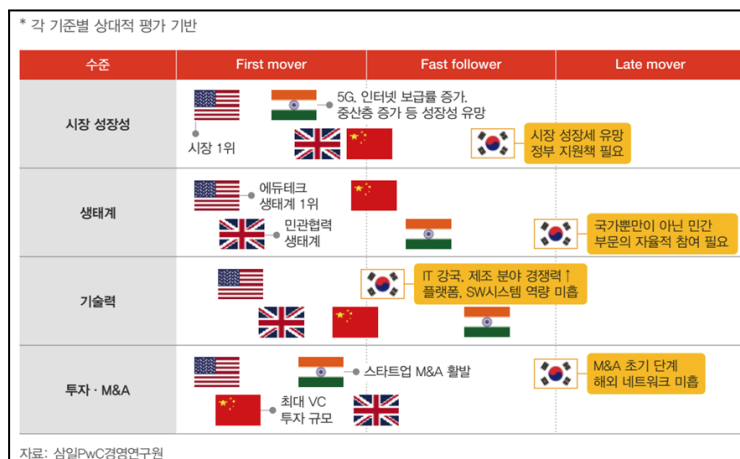 * 각 기준별 상대적 평가 기반
수준 First mover Fast follower Late mover
시장 성장성
5G, 인터넷 보급률 증가,
중산층 증가 등 성장성 유망
시장 1위
시장 성장세 유망
정부 지원책 필요
생태계
에듀테크
생태계 1위
민관협력
생태계
국가뿐만이 아닌 민간
부문의 자율적 참여 필요
기술력
IT 강국, 제조 분야 경쟁력↑
플랫폼, SW시스템 역량 미흡
투자 · M&A
스타트업 M&A 활발
최대 VC
투자 규모
M&A 초기 단계
해외 네트워크 미흡
자료: 삼일PwC경영연구원